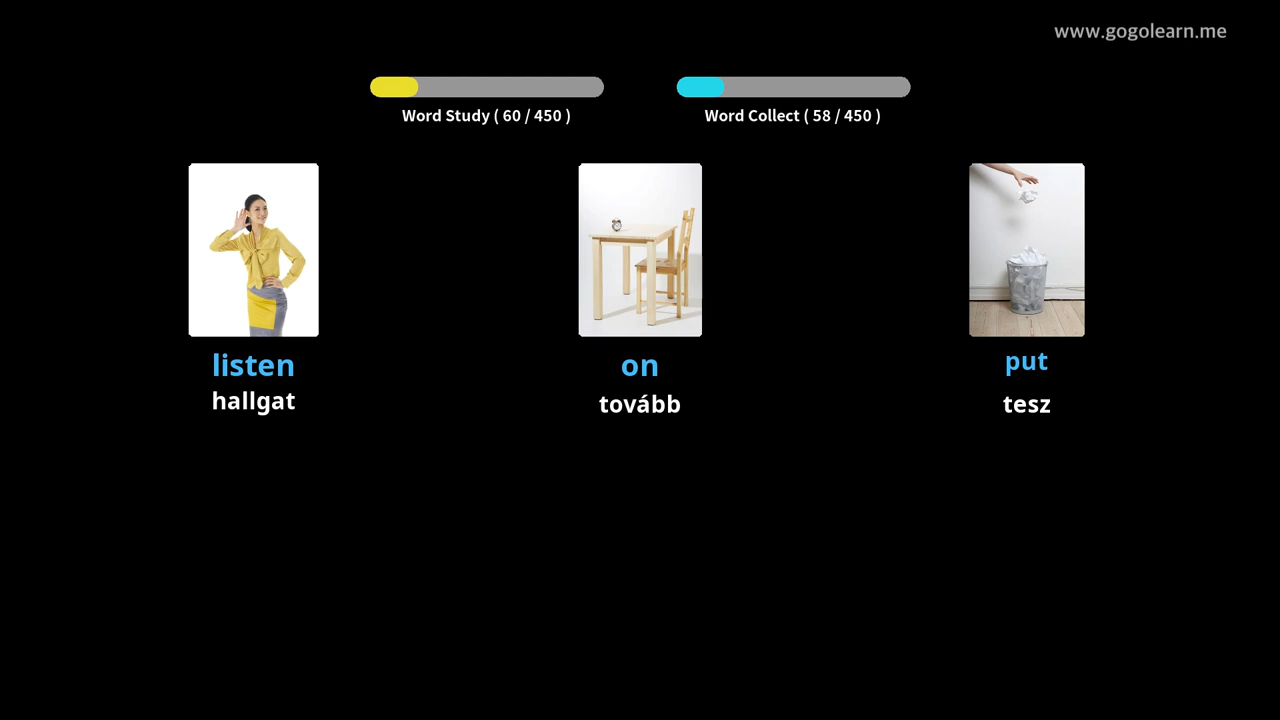 www.gogolearn.me
Word Study ( 60 / 450 )
Word Collect ( 58 / 450 )
listen
hallgat
on
tovább
put
tesz